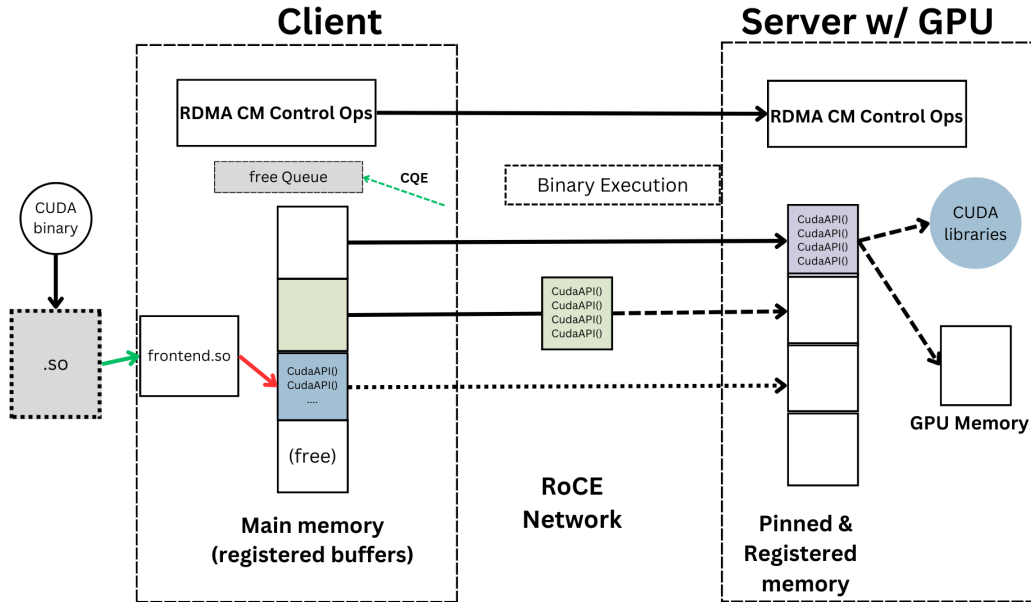 Client
Server w/ GPU
RDMA CM Control Ops
RDMA CM Control Ops
free Queue
CQE
Binary Execution
CUDA
binary
CudaAPI()
CudaAPI()
CudaAPI()
CudaAPI()
CUDA
libraries
CudaAPI()
CudaAPI()
CudaAPI()
CudaAPI()
.so
frontend.so
CudaAPI()
CudaAPI()
....
GPU Memory
(free)
RoCE
Network
Main memory
(registered buffers)
Pinned &
Registered
memory